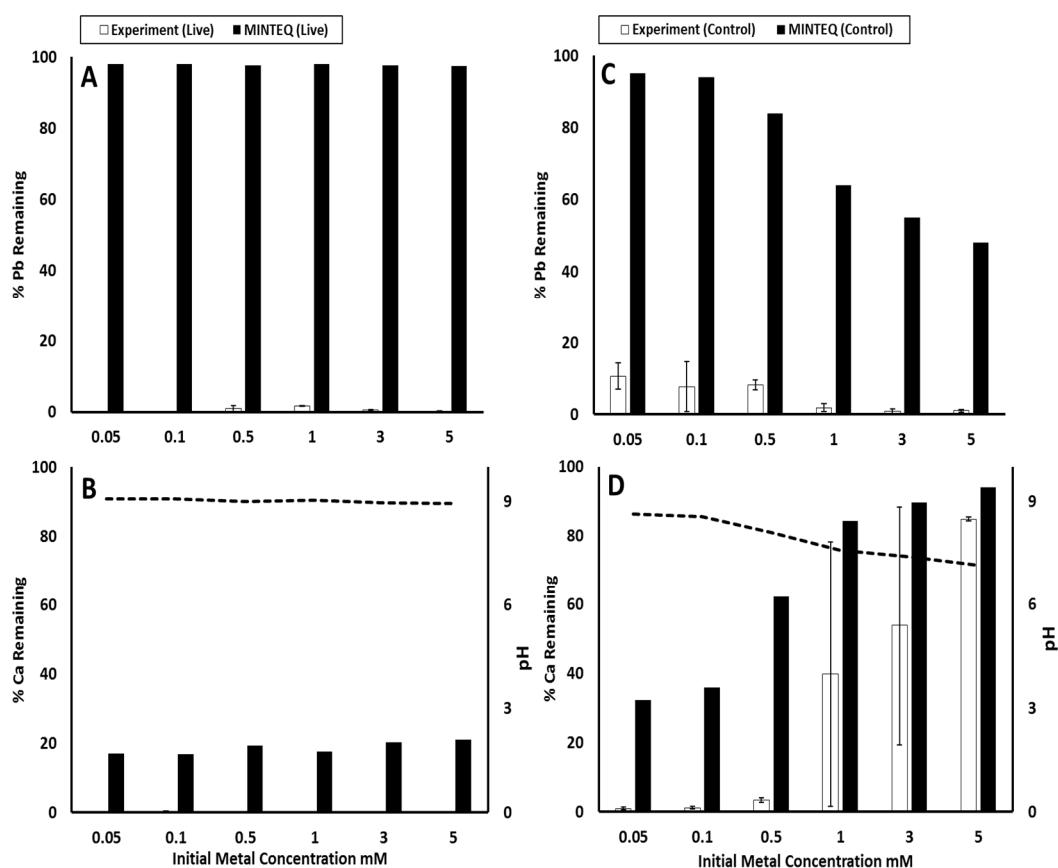 Experiment (Live) MINTEQ (Live)
A
% Pb Remaining
100
80
60
40
20
0
0.05 0.1 0.5 1 3 5
B
% Ca Remaining
100
80
60
40
20
0
9
6
3
0
pH
0.05 0.1 0.5 1 3 5
Initial Metal Concentration mM
Experiment (Control) MINTEQ (Control)
C
% Pb Remaining
100
80
60
40
20
0
0.05 0.1 0.5 1 3 5
D
% Ca Remaining
100
80
60
40
20
0
9
6
3
0
pH
0.05 0.1 0.5 1 3 5
Initial Metal Concentration mM